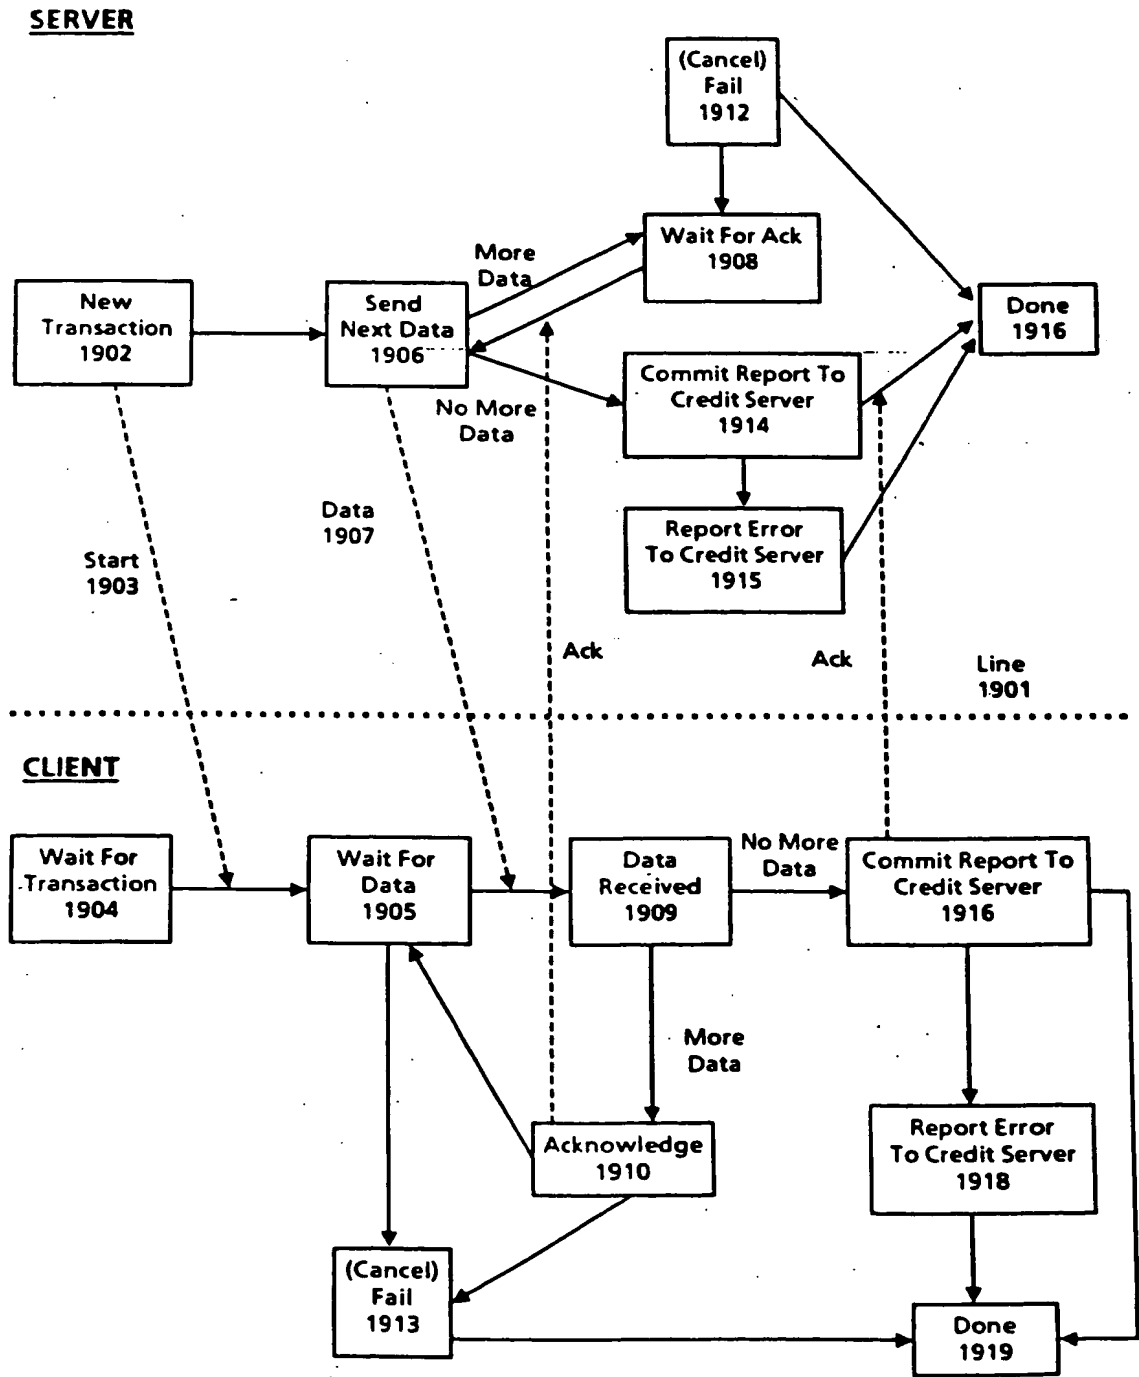 SERVER
(Cancel)
Fail
1912
Wait For Ack
1908
More
Data
New
Transaction
1902
Send
Next Data
1906
Done
1916
Commit Report To
Credit Server
1914
No More
Data
Report Error
To Credit Server
1915
Data
1907
Start
1903
Ack
Ack
Line
1901
CLIENT
Wait For
Transaction
1904
Wait For
Data
1905
Data
Received
1909
No More
Data
Commit Report To
Credit Server
1916
More
Data
Acknowledge
1910
Report Error
To Credit Server
1918
(Cancel)
Fail
1913
Done
1919